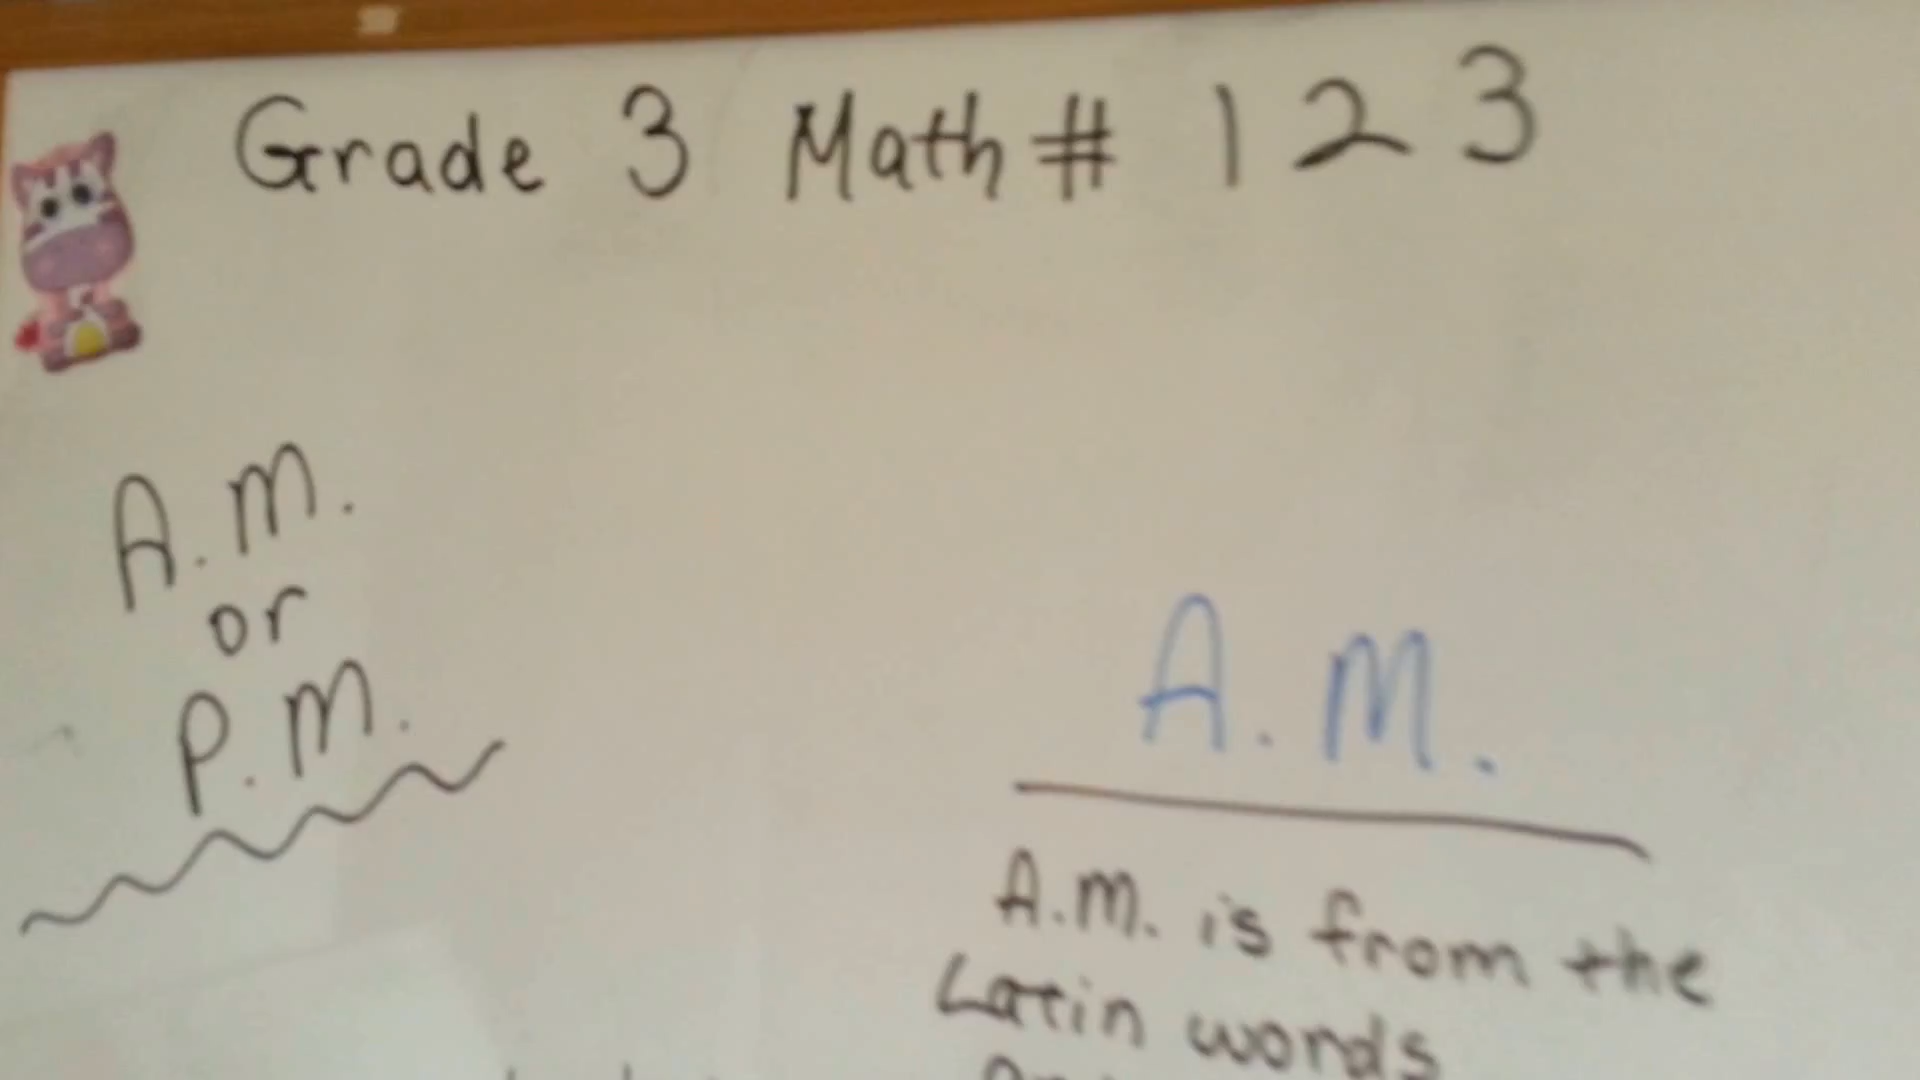 Grade 3 Math # 123
A.M.
or
P.M.
A.M.
A.M. is from the
Latin words